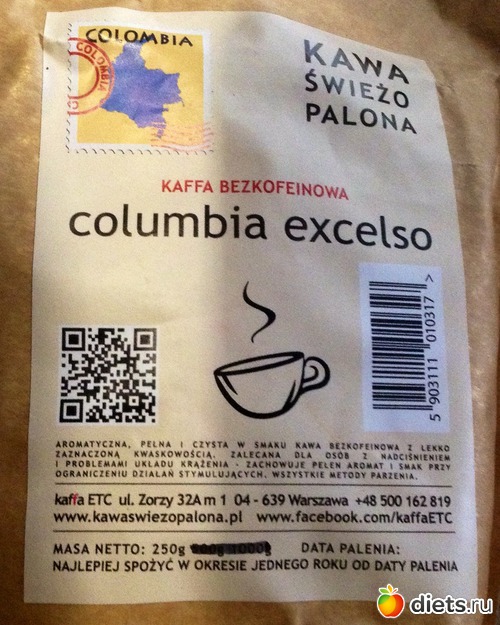 COLOMBIA
COLOMBIA
KAWA
ŚWIEŻO
PALONA
KAFFA BEZKOFEINOWA
columbia excelso
5 903111 010317 >
AROMATYCZNA, PEŁNA I CZYSTA W SMAKU KAWA BEZKOFEINOWA Z LEKKO
ZAZNACZONĄ KWASKOWOŚCIĄ. ZALECANA DLA OSÓB Z NADCIŚNIENIEM
I PROBLEMAMI UKŁADU KRĄŻENIA - ZACHOWUJE PEŁEN AROMAT I SMAK PRZY
OGRANICZENIU DZIAŁAŃ STYMULUJĄCYCH. WSZYSTKIE METODY PARZENIA.
kaffa ETC ul. Zorzy 32A m 1 04 - 639 Warszawa +48 500 162 819
www.kawaswiezopalona.pl www.facebook.com/kaffaETC
MASA NETTO: 250g DATA PALENIA:
NAJLEPIEJ SPOŻYĆ W OKRESIE JEDNEGO ROKU OD DATY PALENIA
diets.ru